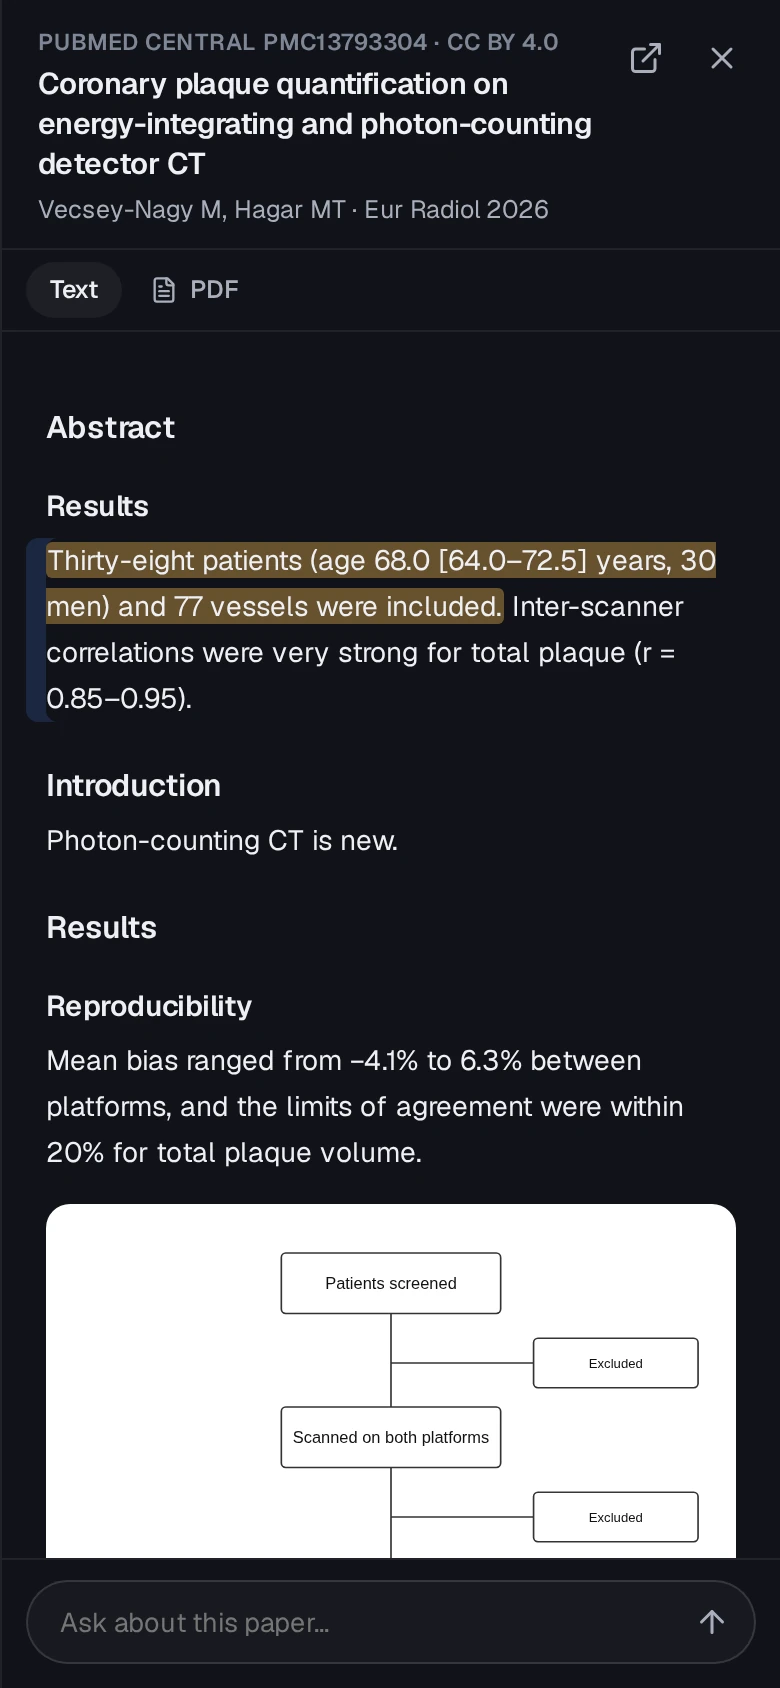 PUBMED CENTRAL PMC13793304 · CC BY 4.0
Coronary plaque quantification on
energy-integrating and photon-counting
detector CT
Vecsey-Nagy M, Hagar MT · Eur Radiol 2026
Text
PDF
Abstract
Results
Thirty-eight patients (age 68.0 [64.0–72.5] years, 30
men) and 77 vessels were included. Inter-scanner
correlations were very strong for total plaque (r =
0.85–0.95).
Introduction
Photon-counting CT is new.
Results
Reproducibility
Mean bias ranged from −4.1% to 6.3% between
platforms, and the limits of agreement were within
20% for total plaque volume.
Patients screened
Excluded
Scanned on both platforms
Excluded
Ask about this paper…